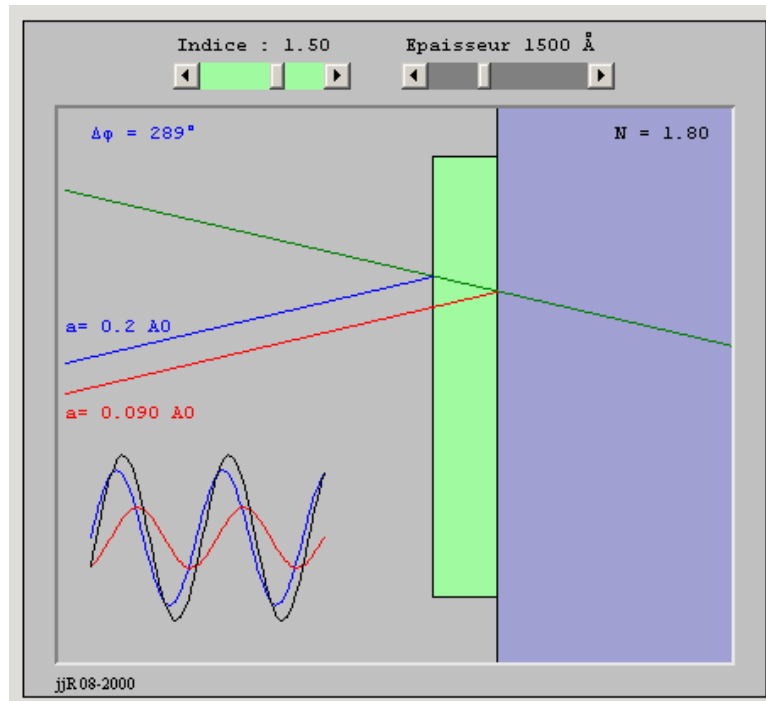 Indice : 1.50 Epaisseur 1500 Å
Δφ = 289° N = 1.80
a= 0.2 A0
a= 0.090 A0
jjR 08-2000